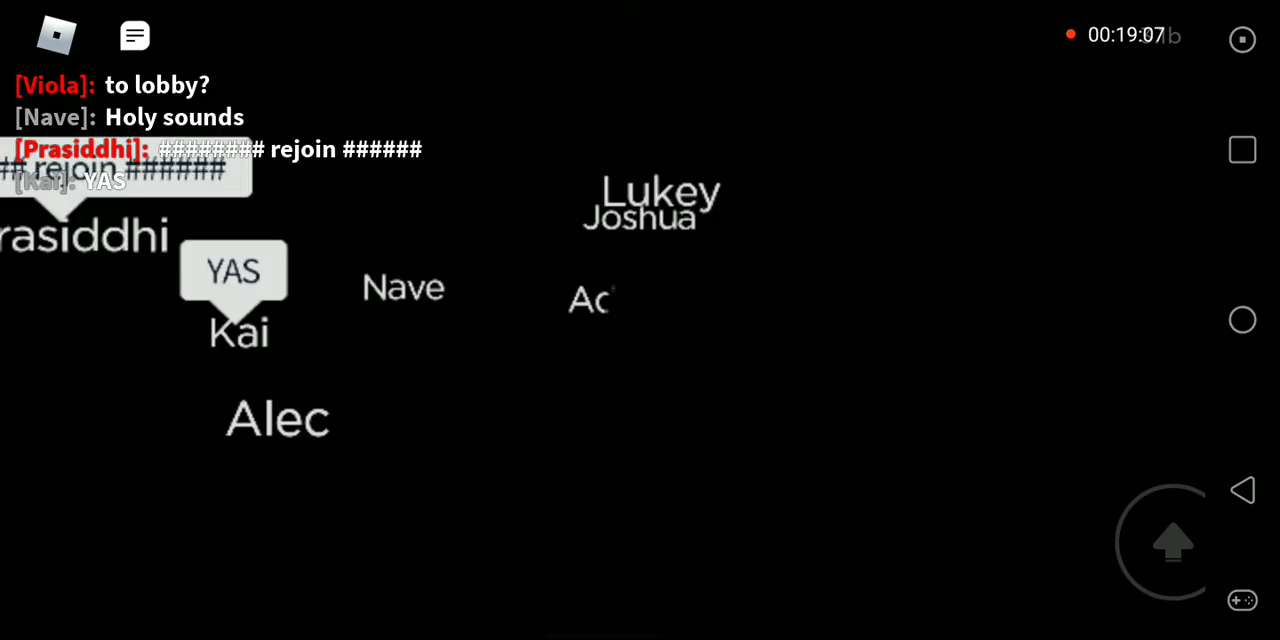 00:19:07
[Viola]: to lobby?
[Nave]: Holy sounds
[Prasiddhi]: ######## rejoin ######
[Kai]: YAS
## rejoin ######
rasiddhi
YAS
Kai
Nave
Alec
Lukey
Joshua